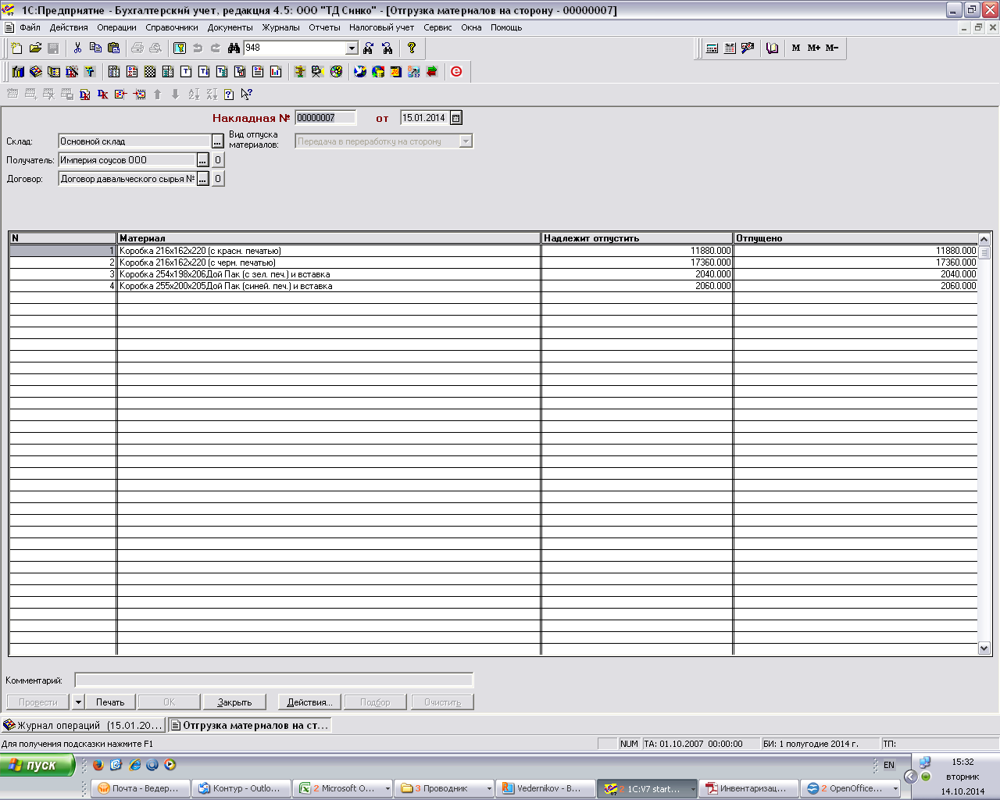 1С:Предприятие - Бухгалтерский учет, редакция 4.5: ООО "ТД Синко" - [Отгрузка материалов на сторону - 00000007]
Файл Действия Операции Справочники Документы Журналы Отчеты Налоговый учет Сервис Окна Помощь
948
M M+ M-
Накладная № 00000007 от 15.01.2014
Склад: Основной склад ... Вид отпуска материалов: Передача в переработку на сторону
Получатель: Империя соусов ООО ... О
Договор: Договор давальческого сырья № ... О
N Материал Надлежит отпустить Отпущено
1 Коробка 216х162х220 (с красн. печатью) 11880.000 11880.000
2 Коробка 216х162х220 (с черн. печатью) 17360.000 17360.000
3 Коробка 254х198х206Дой Пак (с зел. печ.) и вставка 2040.000 2040.000
4 Коробка 255х200х205Дой Пак (синей. печ.) и вставка 2060.000 2060.000
Комментарий:
Провести Печать ОК Закрыть Действия... Подбор Очистить
Журнал операций (15.01.20... Отгрузка материалов на ст...
Для получения подсказки нажмите F1 NUM ТА: 01.10.2007 00:00:00 БИ: 1 полугодие 2014 г. ТП:
пуск EN 15:32
вторник
14.10.2014
Почта - Ведер... Контур - Outlo... 2 Microsoft O... 3 Проводник Vedernikov - B... 2 1C:V7 start... Инвентаризац... 2 OpenOffice...